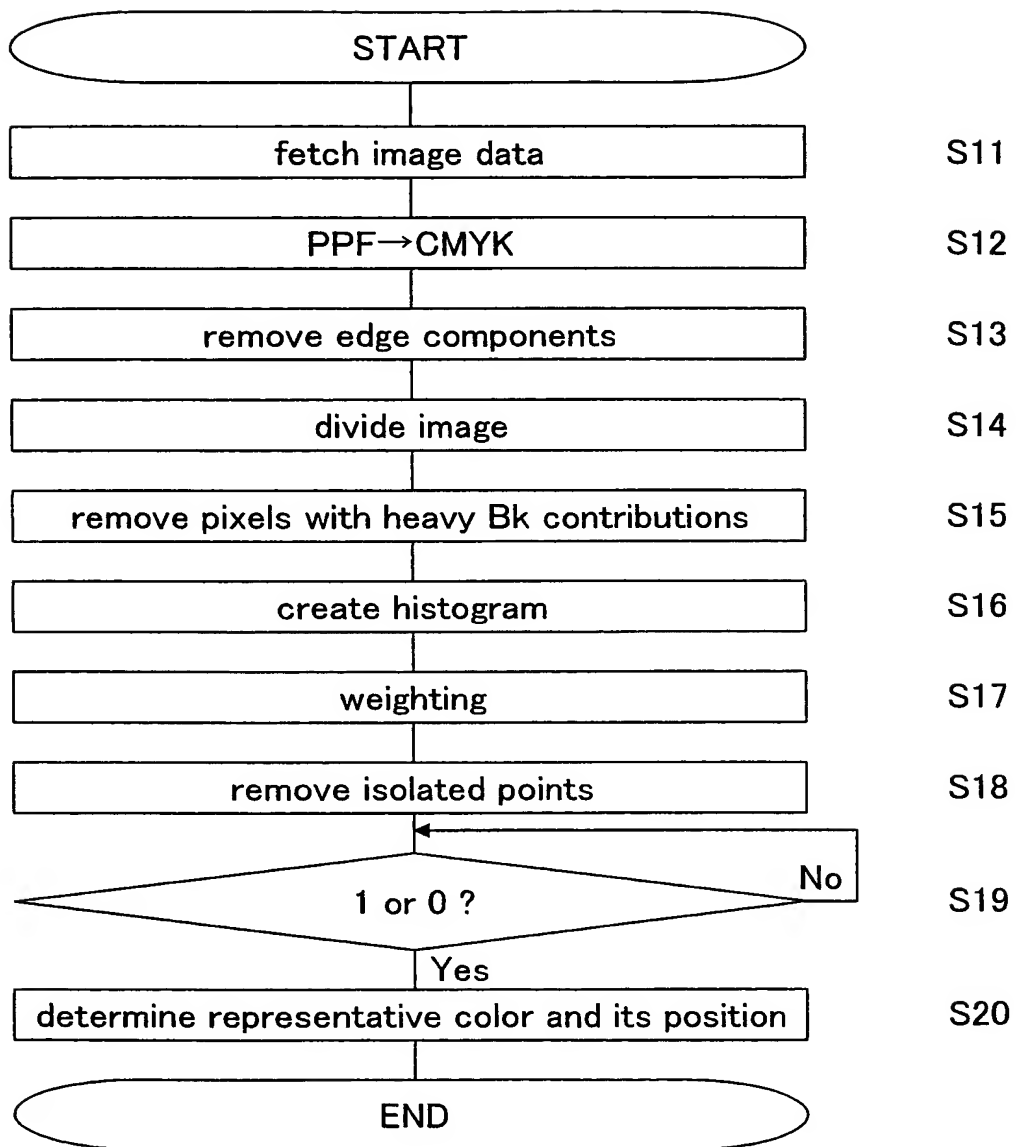 START
fetch image data S11
PPF→CMYK S12
remove edge components S13
divide image S14
remove pixels with heavy Bk contributions S15
create histogram S16
weighting S17
remove isolated points S18
No
1 or 0 ? S19
Yes
determine representative color and its position S20
END